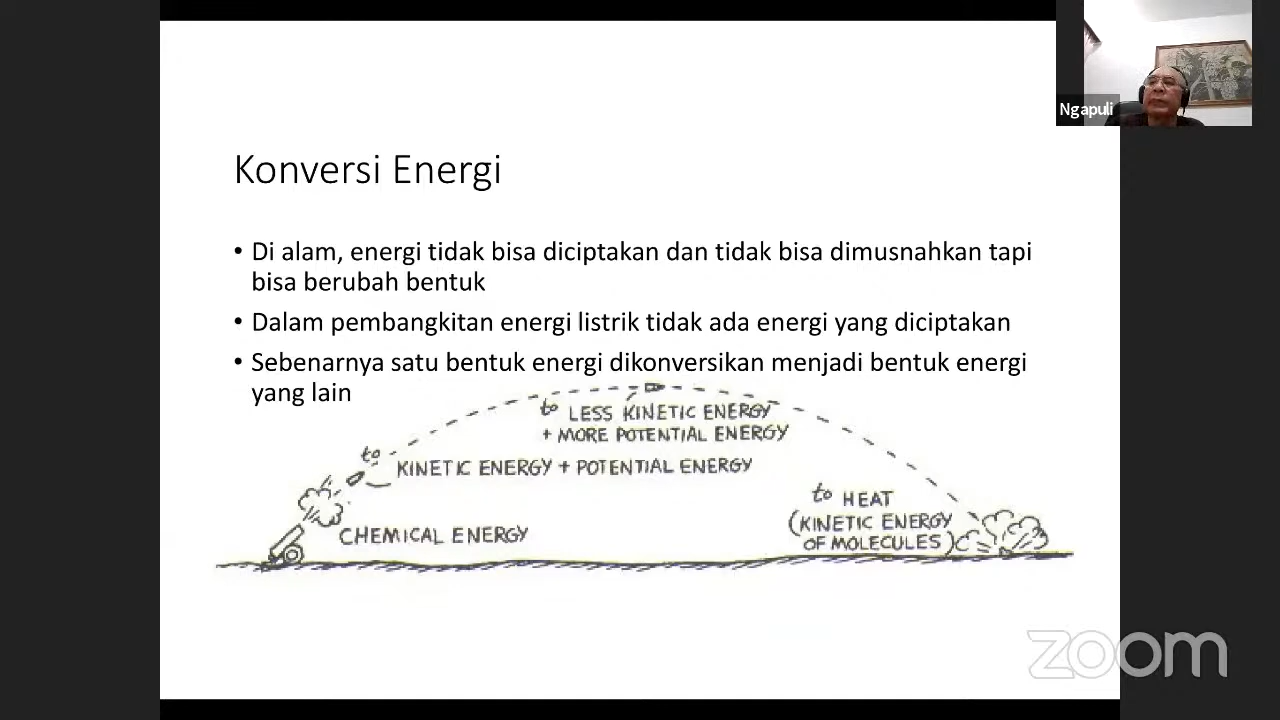 Ngapuli
Konversi Energi
• Di alam, energi tidak bisa diciptakan dan tidak bisa dimusnahkan tapi
bisa berubah bentuk
• Dalam pembangkitan energi listrik tidak ada energi yang diciptakan
• Sebenarnya satu bentuk energi dikonversikan menjadi bentuk energi
yang lain
to LESS KINETIC ENERGY
+ MORE POTENTIAL ENERGY
to
KINETIC ENERGY + POTENTIAL ENERGY
CHEMICAL ENERGY
to HEAT
(KINETIC ENERGY
OF MOLECULES)
zoom